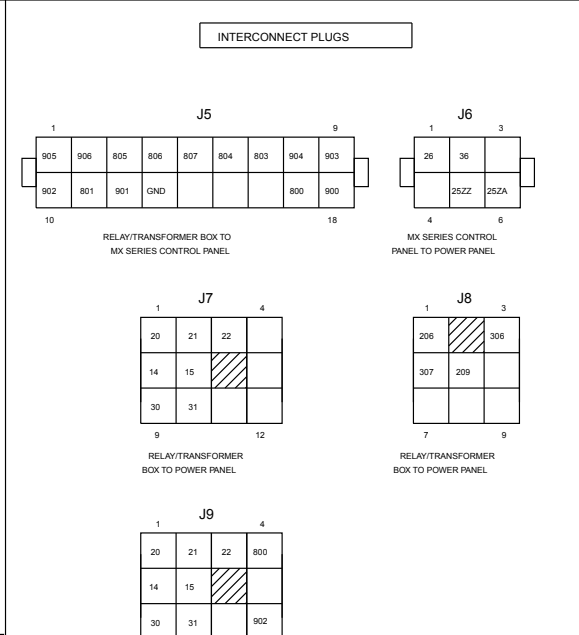 INTERCONNECT PLUGS
J5
1 9
905 906 805 806 807 804 803 904 903
902 801 901 GND 800 900
10 18
RELAY/TRANSFORMER BOX TO
MX SERIES CONTROL PANEL
J6
1 3
26 36
25ZZ 25ZA
4 6
MX SERIES CONTROL
PANEL TO POWER PANEL
J7
1 4
20 21 22
14 15
30 31
9 12
RELAY/TRANSFORMER
BOX TO POWER PANEL
J8
1 3
206 306
307 209
7 9
RELAY/TRANSFORMER
BOX TO POWER PANEL
J9
1 4
20 21 22 800
14 15
30 31 902